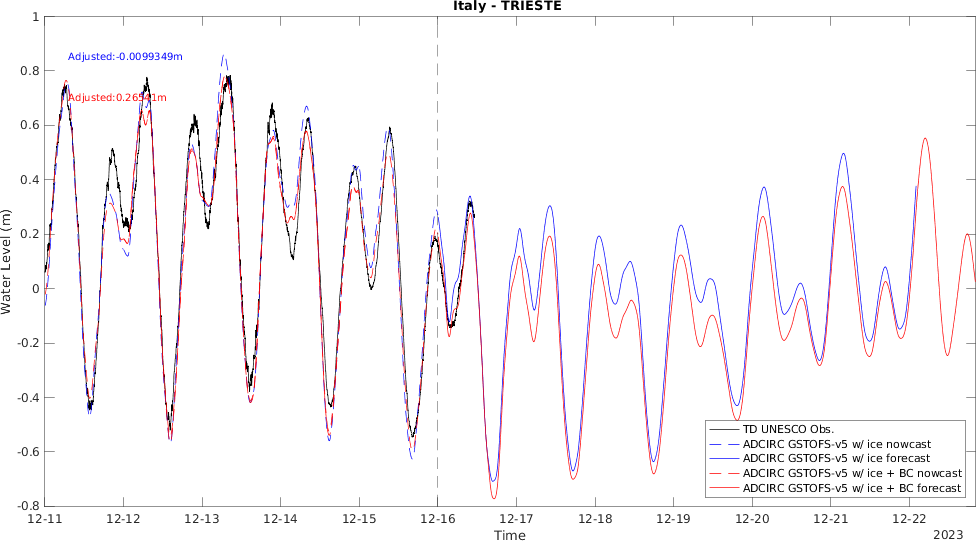 Italy - TRIESTE
Adjusted:-0.0099349m
Adjusted:0.26541m
Water Level (m)
1
0.8
0.6
0.4
0.2
0
-0.2
-0.4
-0.6
-0.8
12-11 12-12 12-13 12-14 12-15 12-16 12-17 12-18 12-19 12-20 12-21 12-22
Time
2023
TD UNESCO Obs.
ADCIRC GSTOFS-v5 w/ ice nowcast
ADCIRC GSTOFS-v5 w/ ice forecast
ADCIRC GSTOFS-v5 w/ ice + BC nowcast
ADCIRC GSTOFS-v5 w/ ice + BC forecast